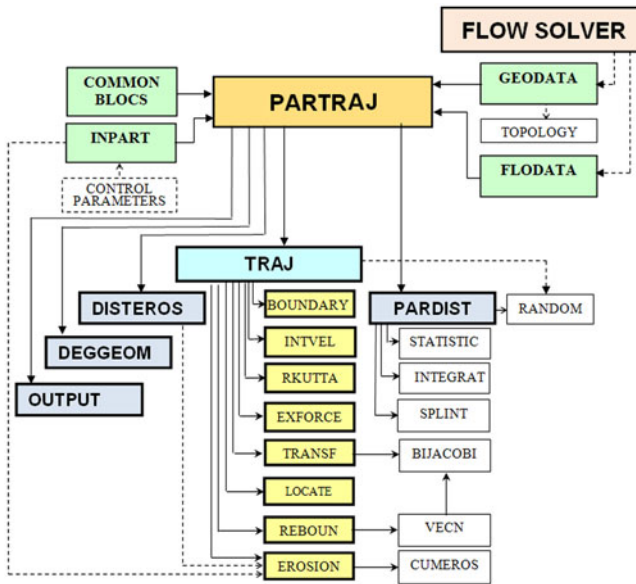 FLOW SOLVER
COMMON
BLOCS
PARTRAJ
GEODATA
INPART
TOPOLOGY
CONTROL
PARAMETERS
FLODATA
TRAJ
DISTEROS
BOUNDARY
PARDIST
RANDOM
DEGGEOM
INTVEL
STATISTIC
OUTPUT
RKUTTA
INTEGRAT
EXFORCE
SPLINT
TRANSF
BIJACOBI
LOCATE
REBOUN
VECN
EROSION
CUMEROS